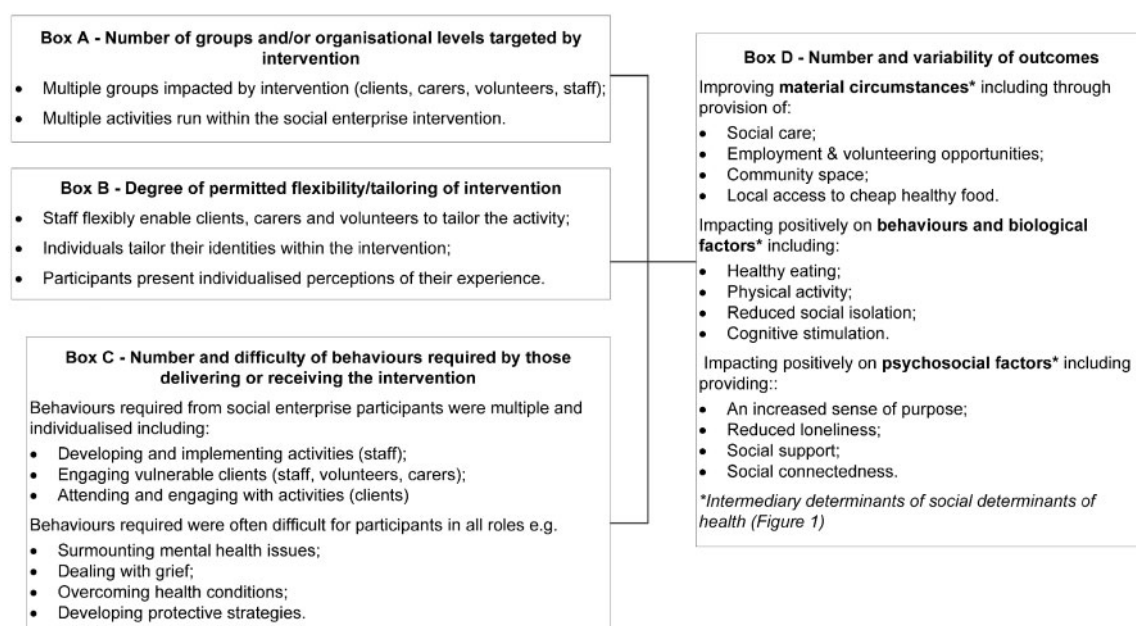 Box A - Number of groups and/or organisational levels targeted by
intervention
• Multiple groups impacted by intervention (clients, carers, volunteers, staff);
• Multiple activities run within the social enterprise intervention.
Box B - Degree of permitted flexibility/tailoring of intervention
• Staff flexibly enable clients, carers and volunteers to tailor the activity;
• Individuals tailor their identities within the intervention;
• Participants present individualised perceptions of their experience.
Box C - Number and difficulty of behaviours required by those
delivering or receiving the intervention
Behaviours required from social enterprise participants were multiple and
individualised including:
• Developing and implementing activities (staff);
• Engaging vulnerable clients (staff, volunteers, carers);
• Attending and engaging with activities (clients)
Behaviours required were often difficult for participants in all roles e.g.
• Surmounting mental health issues;
• Dealing with grief;
• Overcoming health conditions;
• Developing protective strategies.
Box D - Number and variability of outcomes
Improving material circumstances* including through
provision of:
• Social care;
• Employment & volunteering opportunities;
• Community space;
• Local access to cheap healthy food.
Impacting positively on behaviours and biological
factors* including:
• Healthy eating;
• Physical activity;
• Reduced social isolation;
• Cognitive stimulation.
Impacting positively on psychosocial factors* including
providing::
• An increased sense of purpose;
• Reduced loneliness;
• Social support;
• Social connectedness.
*Intermediary determinants of social determinants of
health (Figure 1)